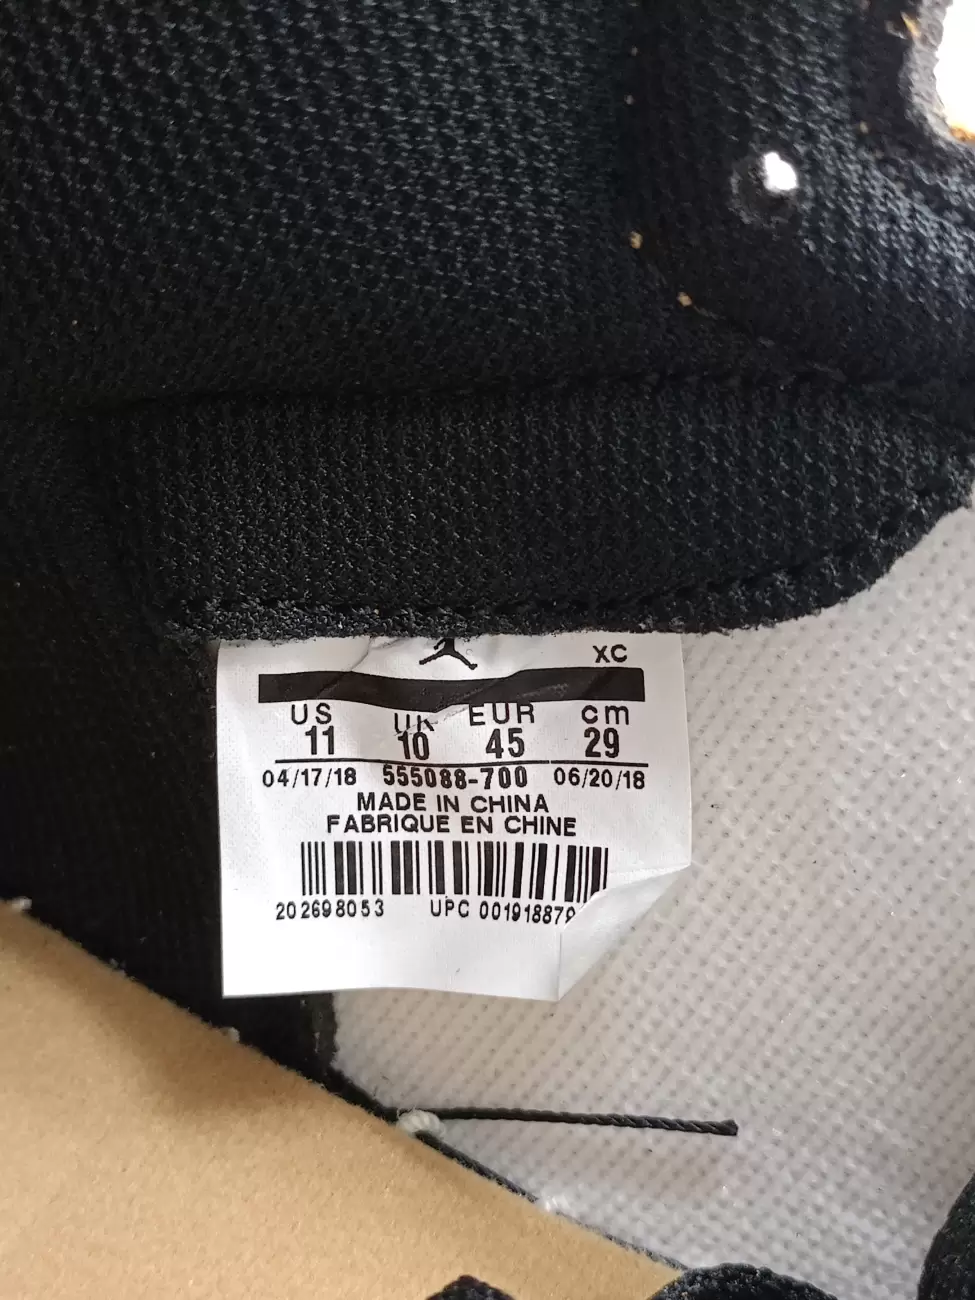 XC
US UK EUR cm
11 10 45 29
04/17/18 555088-700 06/20/18
MADE IN CHINA
FABRIQUE EN CHINE
202698053 UPC 001918879